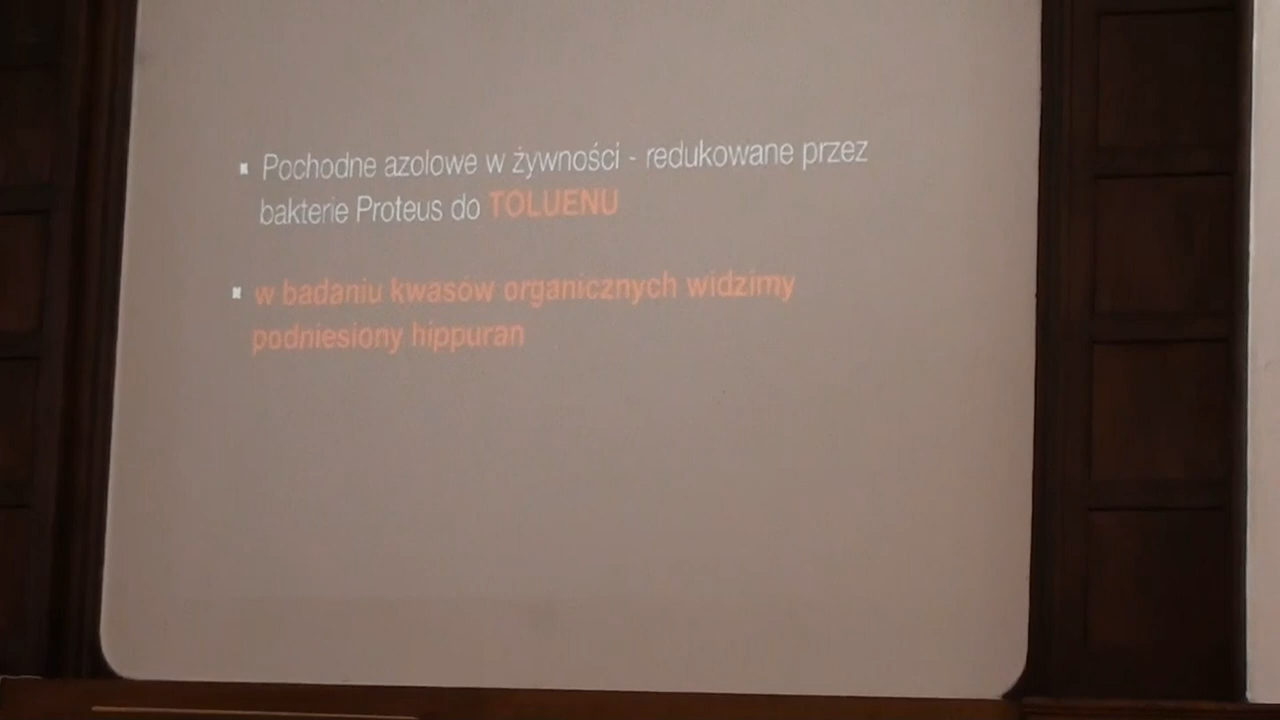 Pochodne azolowe w żywności - redukowane przez
bakterie Proteus do TOLUENU
w badaniu kwasów organicznych widzimy
podniesiony hippuran